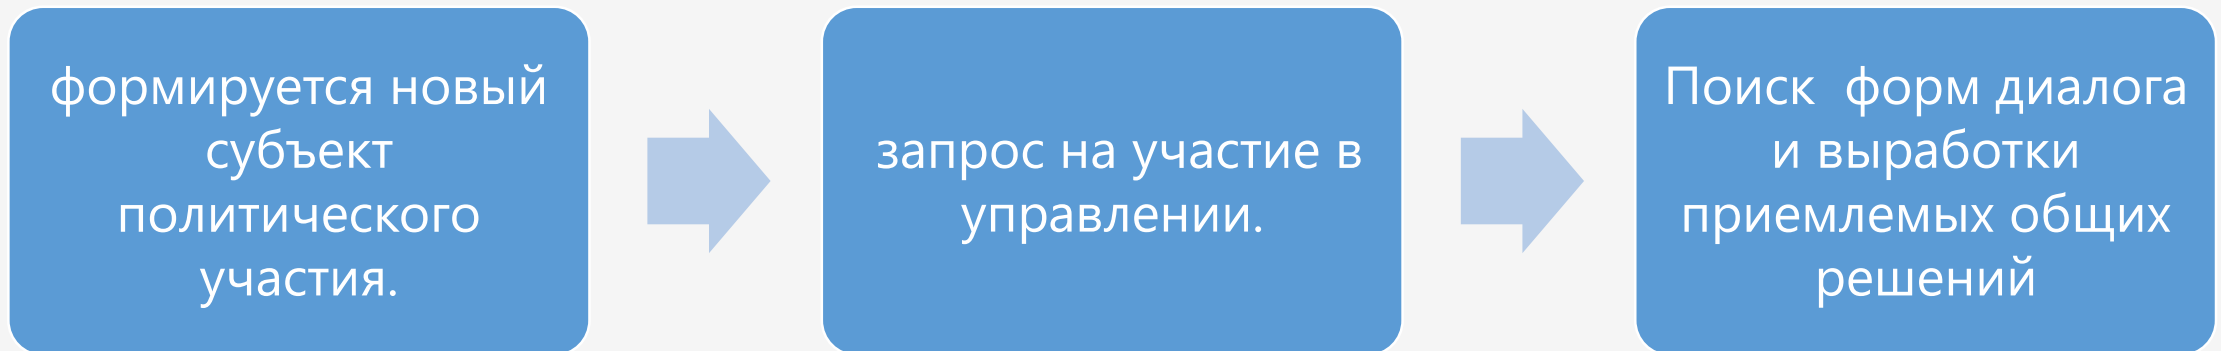 формируется новый
субъект
политического
участия.
запрос на участие в
управлении.
Поиск  форм диалога
и выработки
приемлемых общих
решений